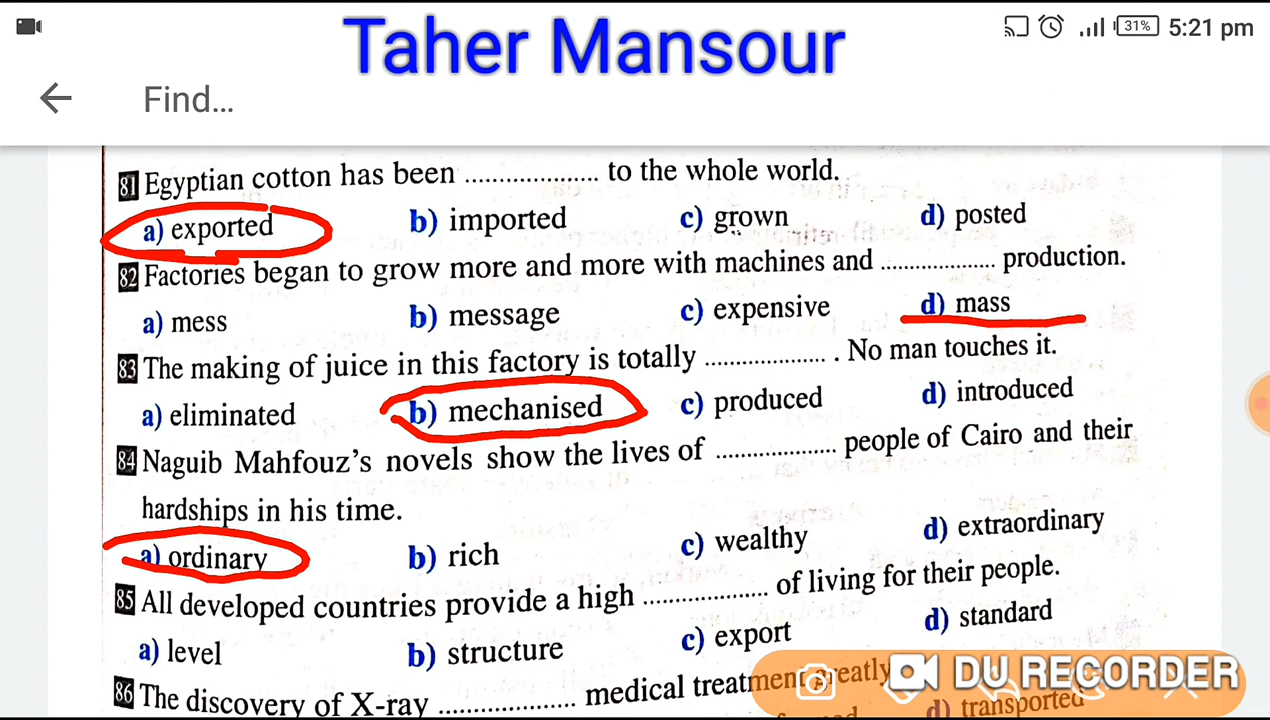 Taher Mansour
31% 5:21 pm
Find...
81 Egyptian cotton has been .................... to the whole world.
a) exported b) imported c) grown d) posted
82 Factories began to grow more and more with machines and .................. production.
a) mess b) message c) expensive d) mass
83 The making of juice in this factory is totally .................. . No man touches it.
a) eliminated b) mechanised c) produced d) introduced
84 Naguib Mahfouz's novels show the lives of .................. people of Cairo and their
hardships in his time.
a) ordinary b) rich c) wealthy d) extraordinary
85 All developed countries provide a high .................. of living for their people.
a) level b) structure c) export d) standard
86 The discovery of X-ray .................... medical treatment greatly
d) transported
DU RECORDER